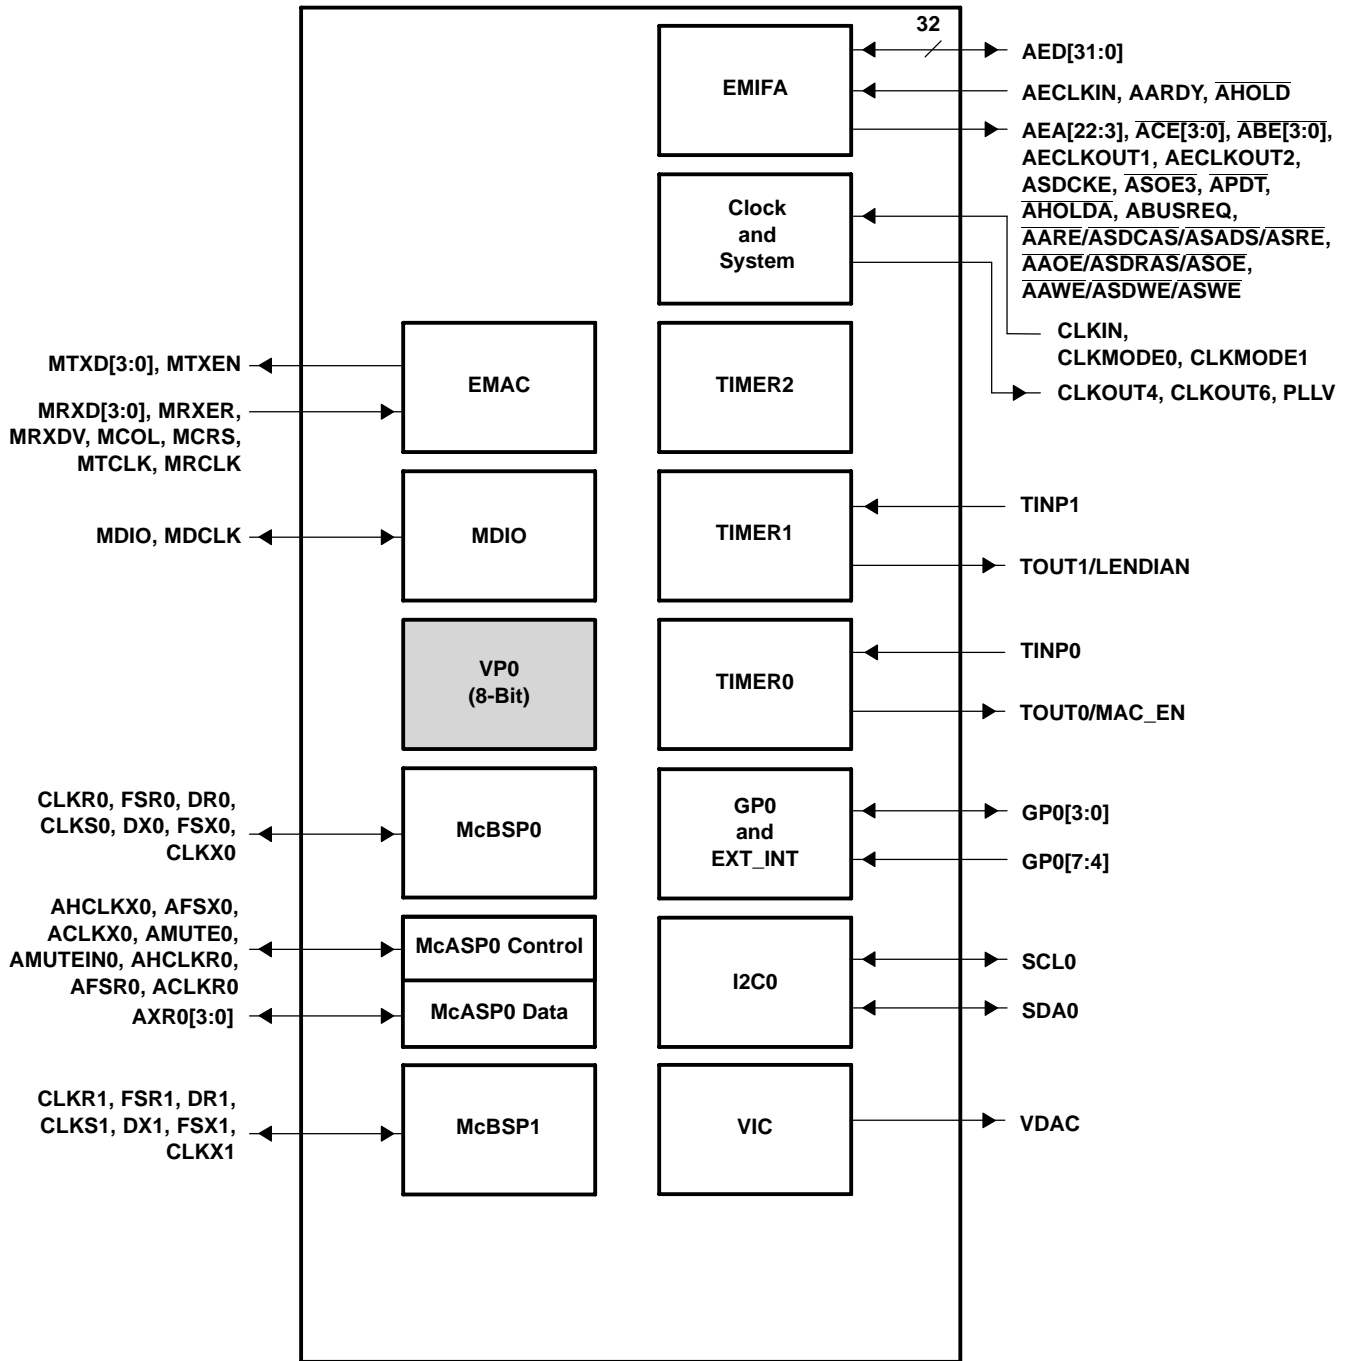 32
EMIFA
AED[31:0]
AECLKIN, AARDY, AHOLD
AEA[22:3], ACE[3:0], ABE[3:0],
AECLKOUT1, AECLKOUT2,
ASDCKE, ASOE3, APDT,
AHOLDA, ABUSREQ,
AARE/ASDCAS/ASADS/ASRE,
AAOE/ASDRAS/ASOE,
AAWE/ASDWE/ASWE
Clock
and
System
CLKIN,
CLKMODE0, CLKMODE1
CLKOUT4, CLKOUT6, PLLV
MTXD[3:0], MTXEN
MRXD[3:0], MRXER,
MRXDV, MCOL, MCRS,
MTCLK, MRCLK
EMAC
TIMER2
MDIO, MDCLK
MDIO
TIMER1
TINP1
TOUT1/LENDIAN
VP0
(8-Bit)
TIMER0
TINP0
TOUT0/MAC_EN
CLKR0, FSR0, DR0,
CLKS0, DX0, FSX0,
CLKX0
McBSP0
GP0
and
EXT_INT
GP0[3:0]
GP0[7:4]
AHCLKX0, AFSX0,
ACLKX0, AMUTE0,
AMUTEIN0, AHCLKR0,
AFSR0, ACLKR0
AXR0[3:0]
McASP0 Control
McASP0 Data
I2C0
SCL0
SDA0
CLKR1, FSR1, DR1,
CLKS1, DX1, FSX1,
CLKX1
McBSP1
VIC
VDAC